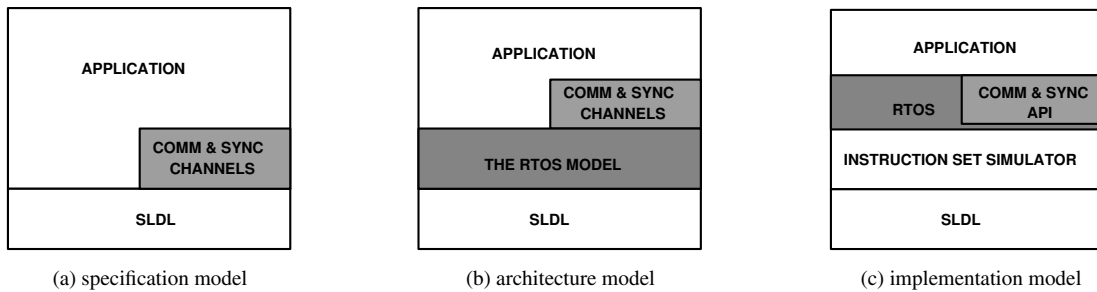 APPLICATION
COMM & SYNC
CHANNELS
SLDL
(a) specification model
APPLICATION
COMM & SYNC
CHANNELS
THE RTOS MODEL
SLDL
(b) architecture model
APPLICATION
RTOS
COMM & SYNC
API
INSTRUCTION SET SIMULATOR
SLDL
(c) implementation model